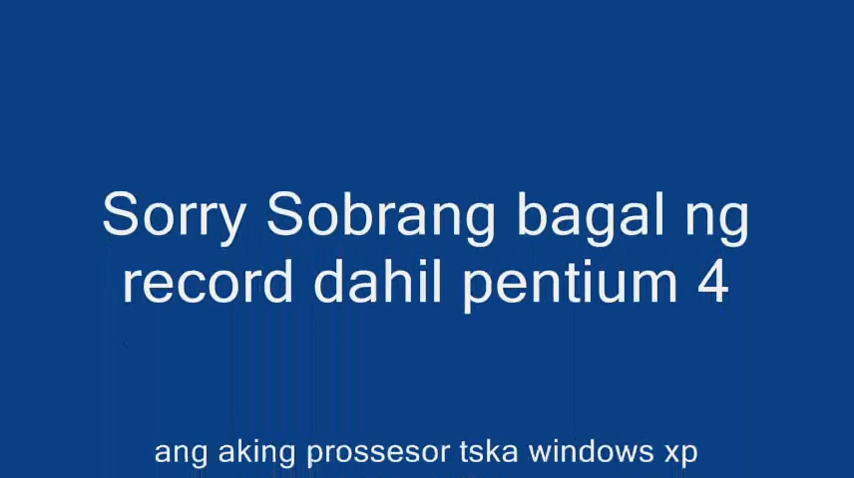 Sorry Sobrang bagal ng
record dahil pentium 4
ang aking prossesor tska windows xp